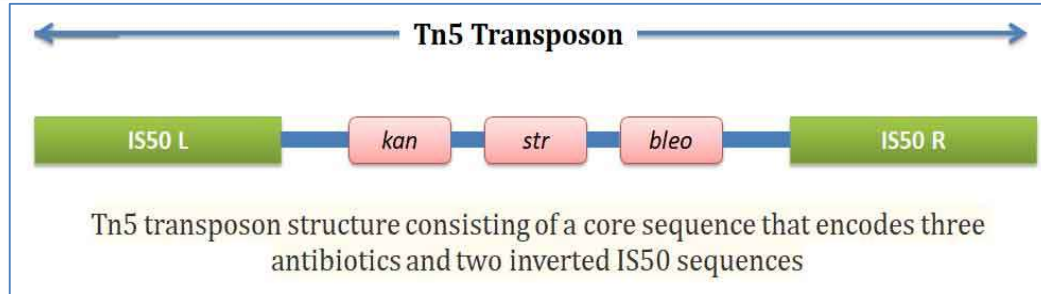 Tn5 Transposon
IS50 L kan str bleo IS50 R
Tn5 transposon structure consisting of a core sequence that encodes three
antibiotics and two inverted IS50 sequences